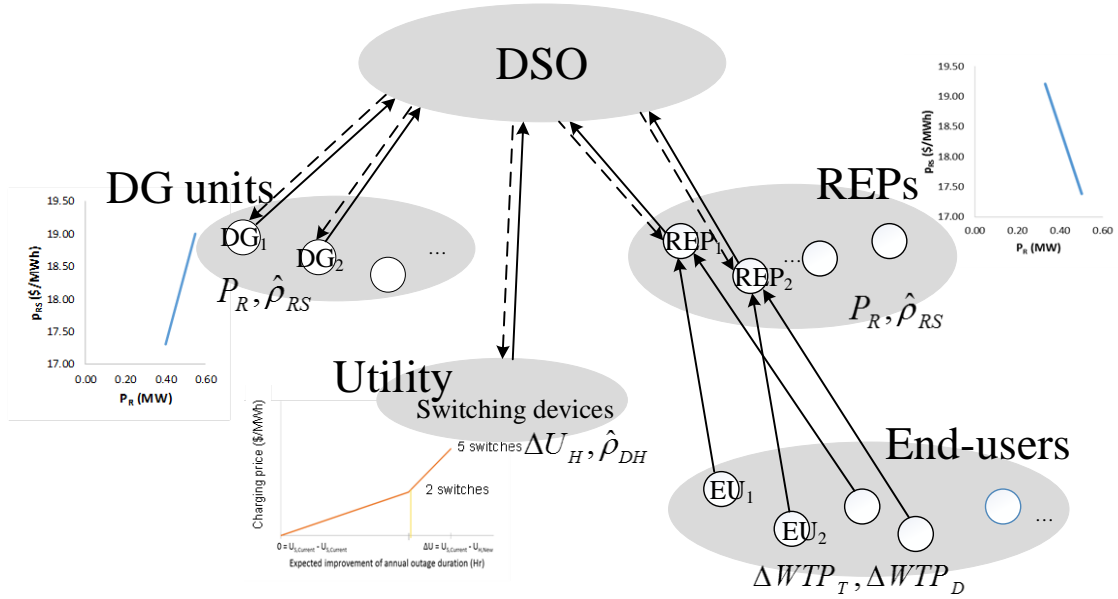 DSO
DG units
DG₁
DG₂
...
P_R, ρ̂_RS
19.50
19.00
18.50
18.00
17.50
17.00
0.00 0.20 0.40 0.60
p_RS ($/MWh)
P_R (MW)
REPs
REP₁
REP₂
...
P_R, ρ̂_RS
19.50
19.00
18.50
18.00
17.50
17.00
0.00 0.20 0.40 0.60
p_RS ($/MWh)
P_R (MW)
Utility
Switching devices
ΔU_H, ρ̂_DH
5 switches
2 switches
Charging price ($/MWh)
0 = U_S,Current - U_S,Current
ΔU = U_S,Current - U_H,New
Expected improvement of annual outage duration (Hr)
End-users
EU₁
EU₂
...
ΔWTP_T, ΔWTP_D